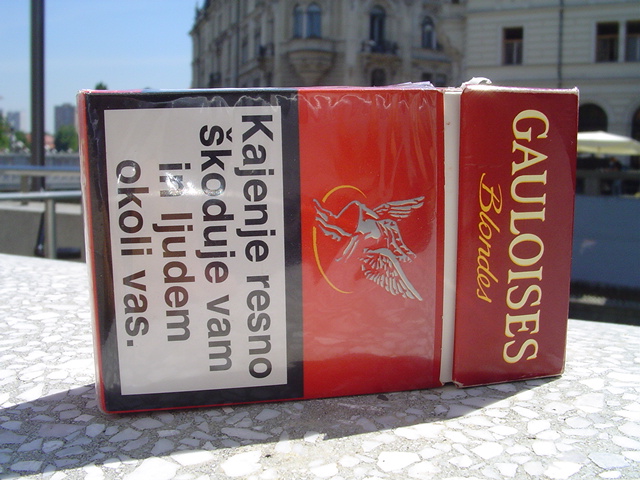 GAULOISES
Blondes
Kajenje resno
škoduje vam
in ljudem
okoli vas.